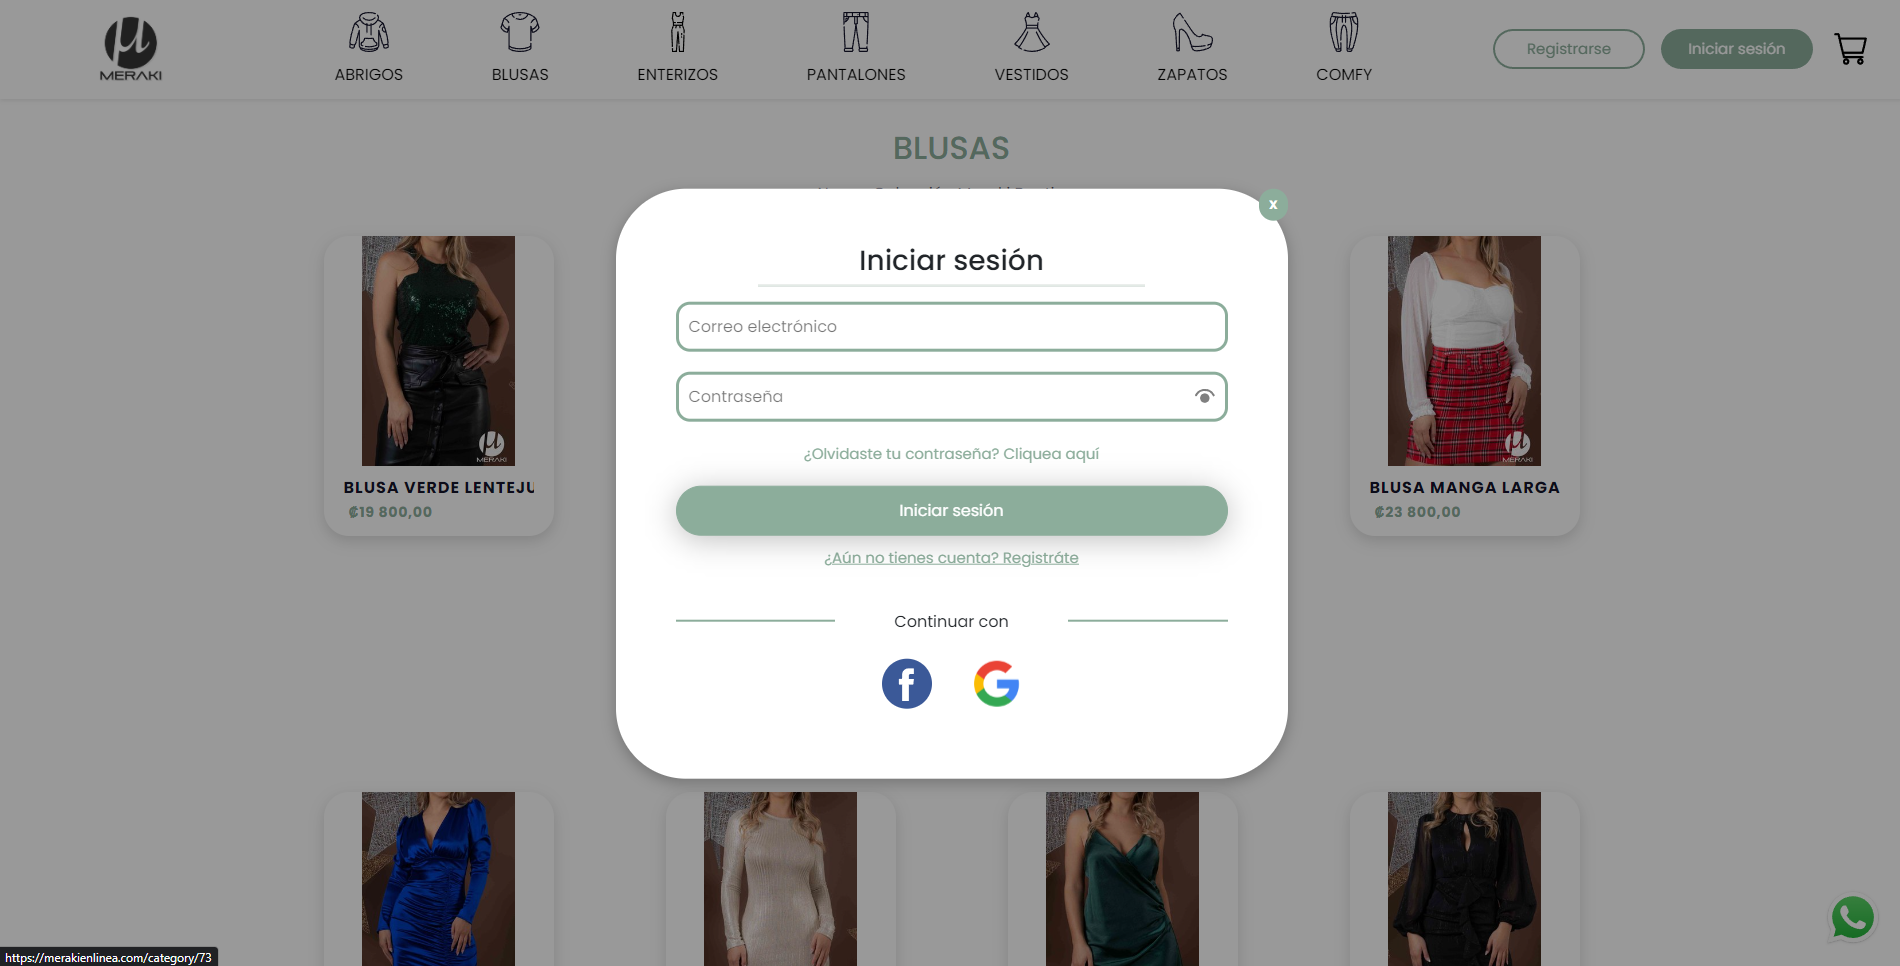 μ
MERAKI
ABRIGOS
BLUSAS
ENTERIZOS
PANTALONES
VESTIDOS
ZAPATOS
COMFY
Registrarse
Iniciar sesión
BLUSAS
x
Iniciar sesión
Correo electrónico
Contraseña
¿Olvidaste tu contraseña? Cliquea aquí
Iniciar sesión
¿Aún no tienes cuenta? Regístrate
Continuar con
μ
MERAKI
BLUSA VERDE LENTEJU
₡19 800,00
μ
MERAKI
BLUSA MANGA LARGA
₡23 800,00
https://merakienlinea.com/category/73